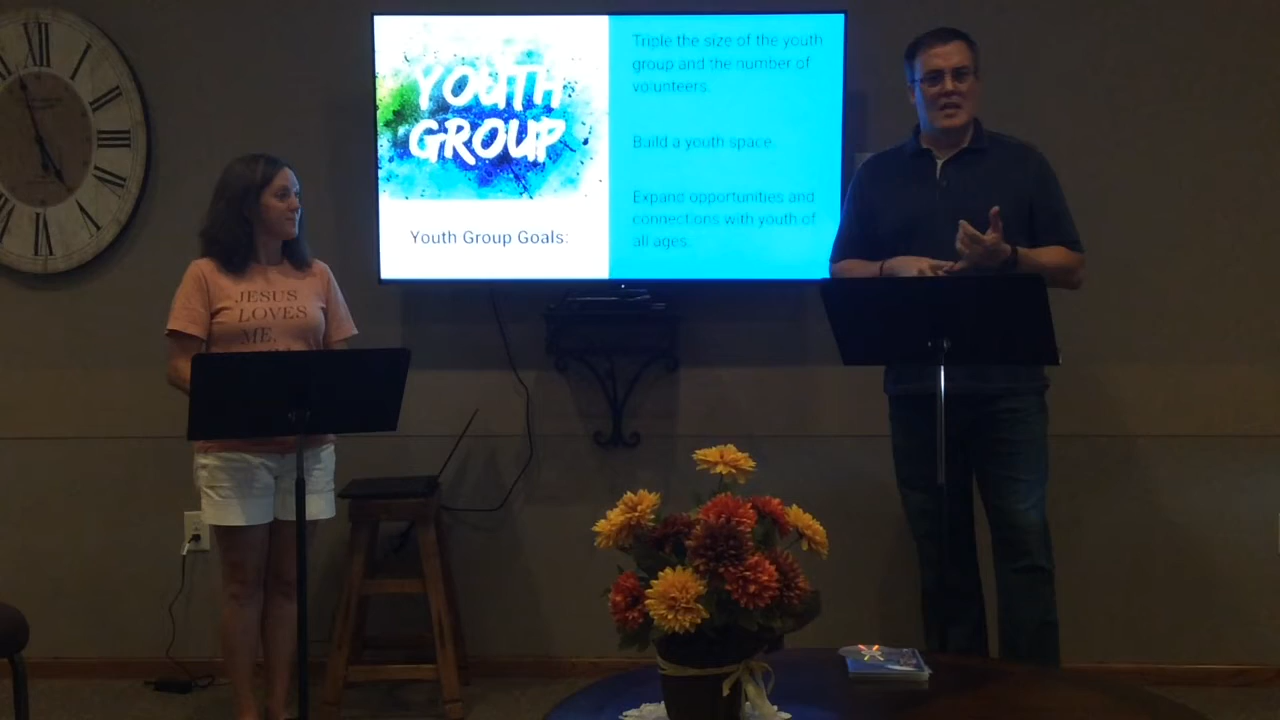 YOUTH
GROUP
Youth Group Goals:
Triple the size of the youth
group and the number of
volunteers.
Build a youth space.
Expand opportunities and
connections with youth of
all ages.
JESUS
LOVES
ME,